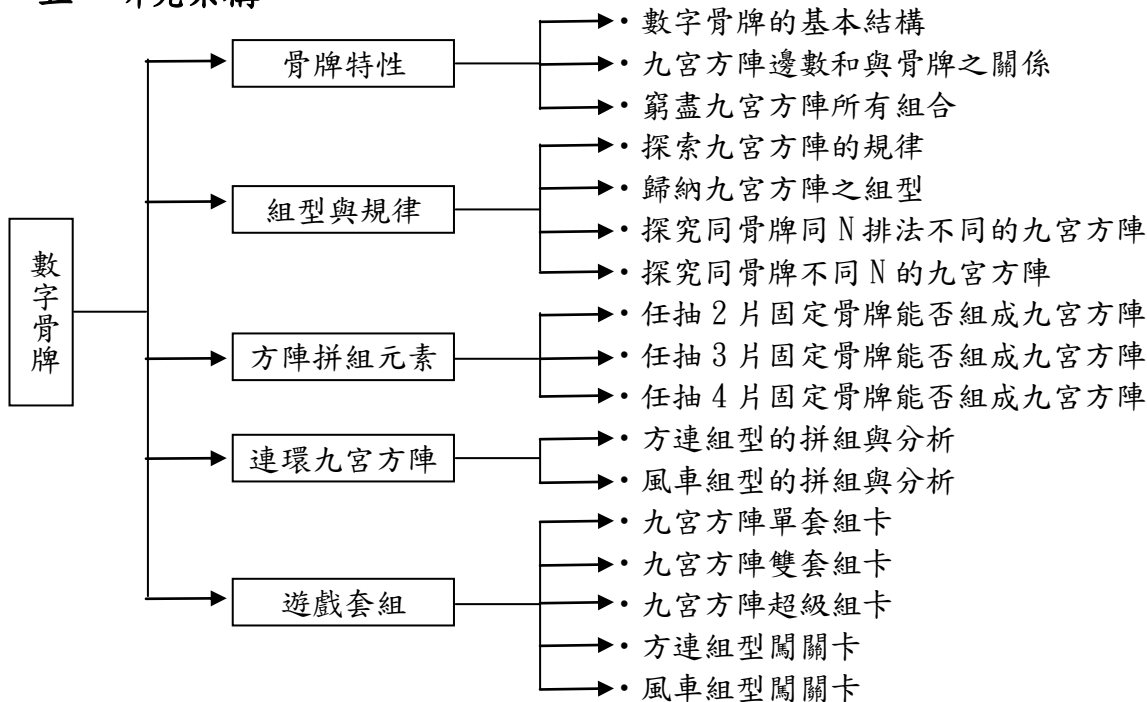 數字骨牌
骨牌特性
・數字骨牌的基本結構
・九宮方陣邊數和與骨牌之關係
・窮盡九宮方陣所有組合
組型與規律
・探索九宮方陣的規律
・歸納九宮方陣之組型
・探究同骨牌同N排法不同的九宮方陣
・探究同骨牌不同N的九宮方陣
方陣拼組元素
・任抽2片固定骨牌能否組成九宮方陣
・任抽3片固定骨牌能否組成九宮方陣
・任抽4片固定骨牌能否組成九宮方陣
連環九宮方陣
・方連組型的拼組與分析
・風車組型的拼組與分析
遊戲套組
・九宮方陣單套組卡
・九宮方陣雙套組卡
・九宮方陣超級組卡
・方連組型闖關卡
・風車組型闖關卡